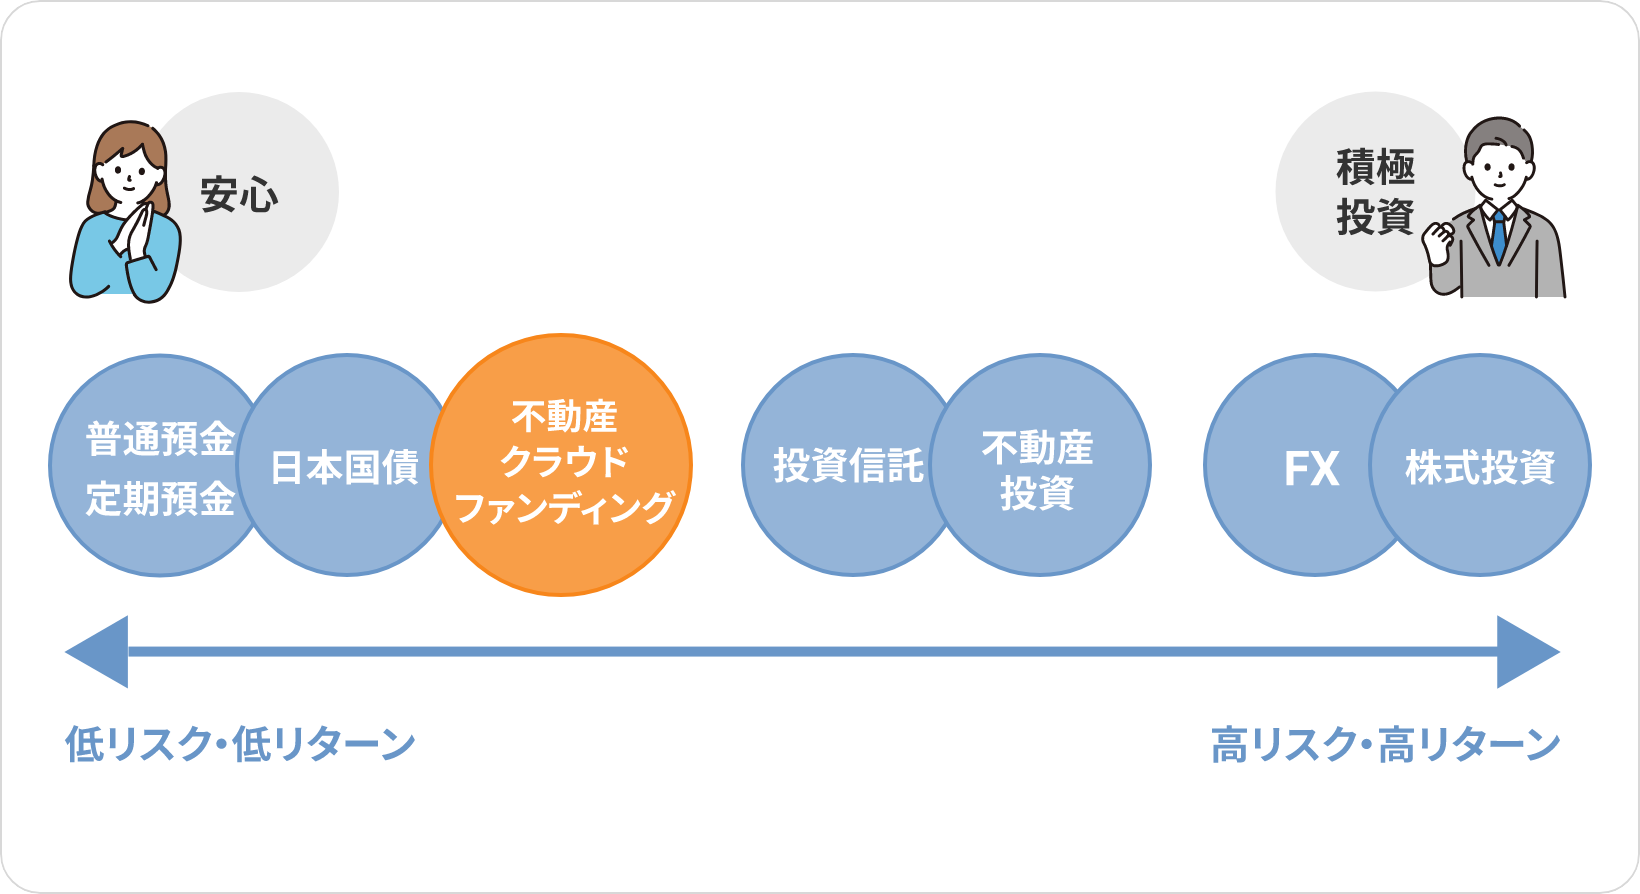 安心
積極
投資
普通預金
定期預金
日本国債
不動産
クラウド
ファンディング
投資信託
不動産
投資
FX
株式投資
低リスク・低リターン
高リスク・高リターン